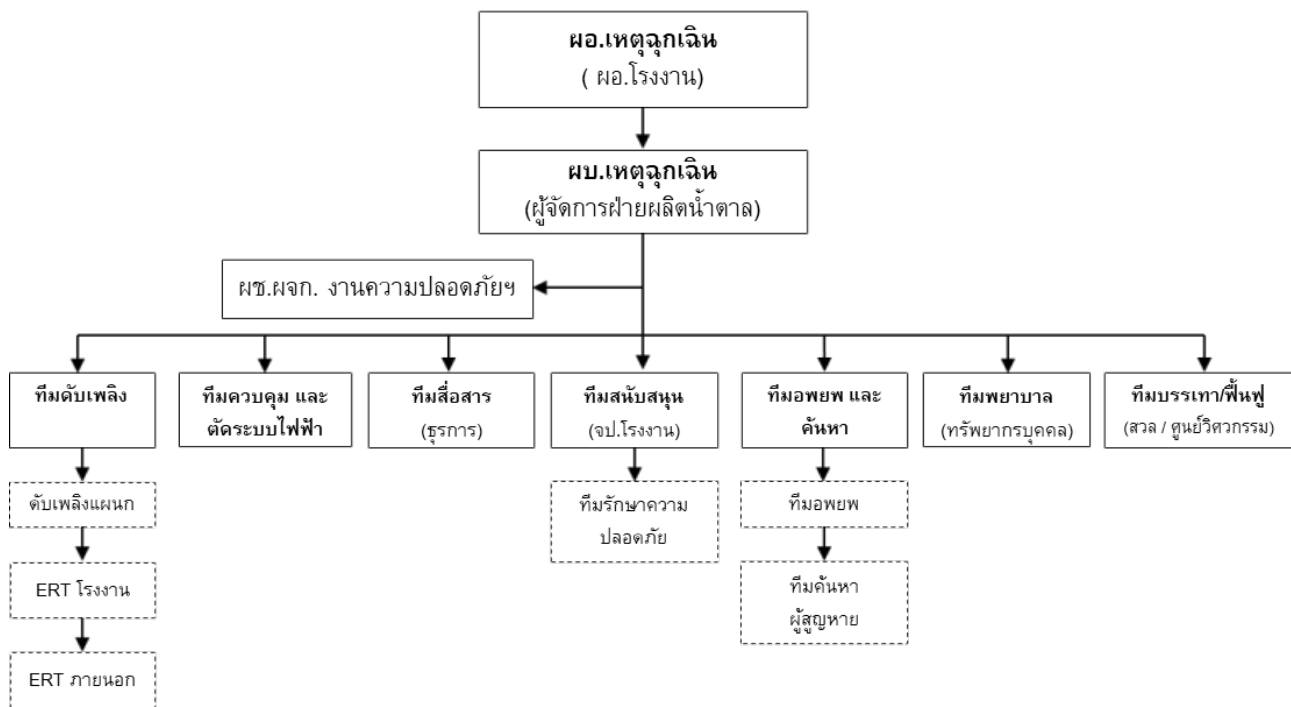 ผอ.เหตุฉุกเฉิน
( ผอ.โรงงาน)
ผบ.เหตุฉุกเฉิน
(ผู้จัดการฝ่ายผลิตน้ำตาล)
ผช.ผจก. งานความปลอดภัยฯ
ทีมดับเพลิง
ทีมควบคุม และ
ตัดระบบไฟฟ้า
ทีมสื่อสาร
(ธุรการ)
ทีมสนับสนุน
(จป.โรงงาน)
ทีมอพยพ และ
ค้นหา
ทีมพยาบาล
(ทรัพยากรบุคคล)
ทีมบรรเทา/ฟื้นฟู
(สวล / ศูนย์วิศวกรรม)
ดับเพลิงแผนก
ทีมรักษาความ
ปลอดภัย
ทีมอพยพ
ERT โรงงาน
ทีมค้นหา
ผู้สูญหาย
ERT ภายนอก